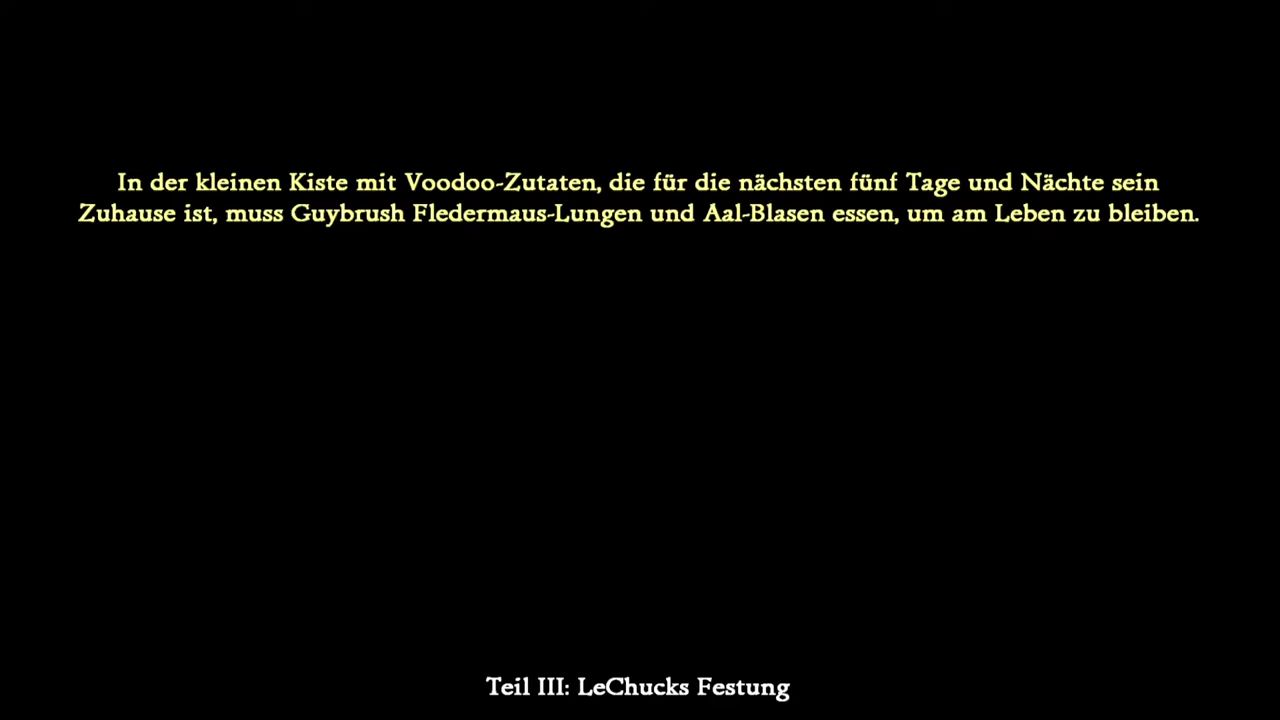 In der kleinen Kiste mit Voodoo-Zutaten, die für die nächsten fünf Tage und Nächte sein
Zuhause ist, muss Guybrush Fledermaus-Lungen und Aal-Blasen essen, um am Leben zu bleiben.
Teil III: LeChucks Festung